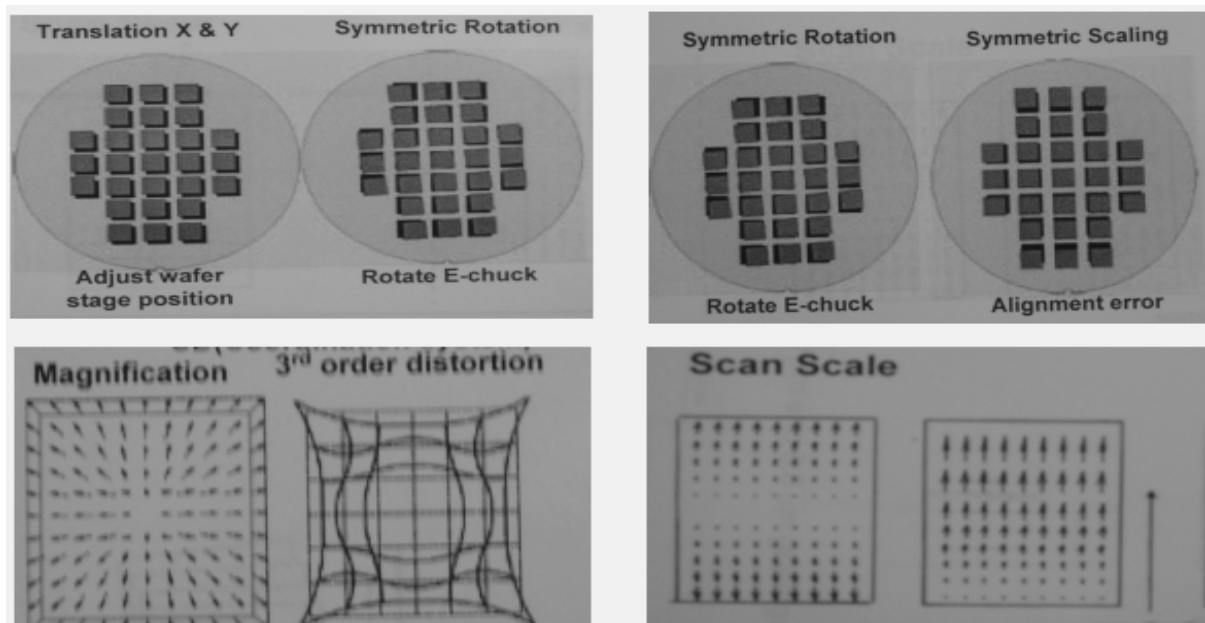 Translation X & Y
Symmetric Rotation
Adjust wafer
stage position
Rotate E-chuck
Symmetric Rotation
Symmetric Scaling
Rotate E-chuck
Alignment error
Magnification
3rd order distortion
Scan Scale